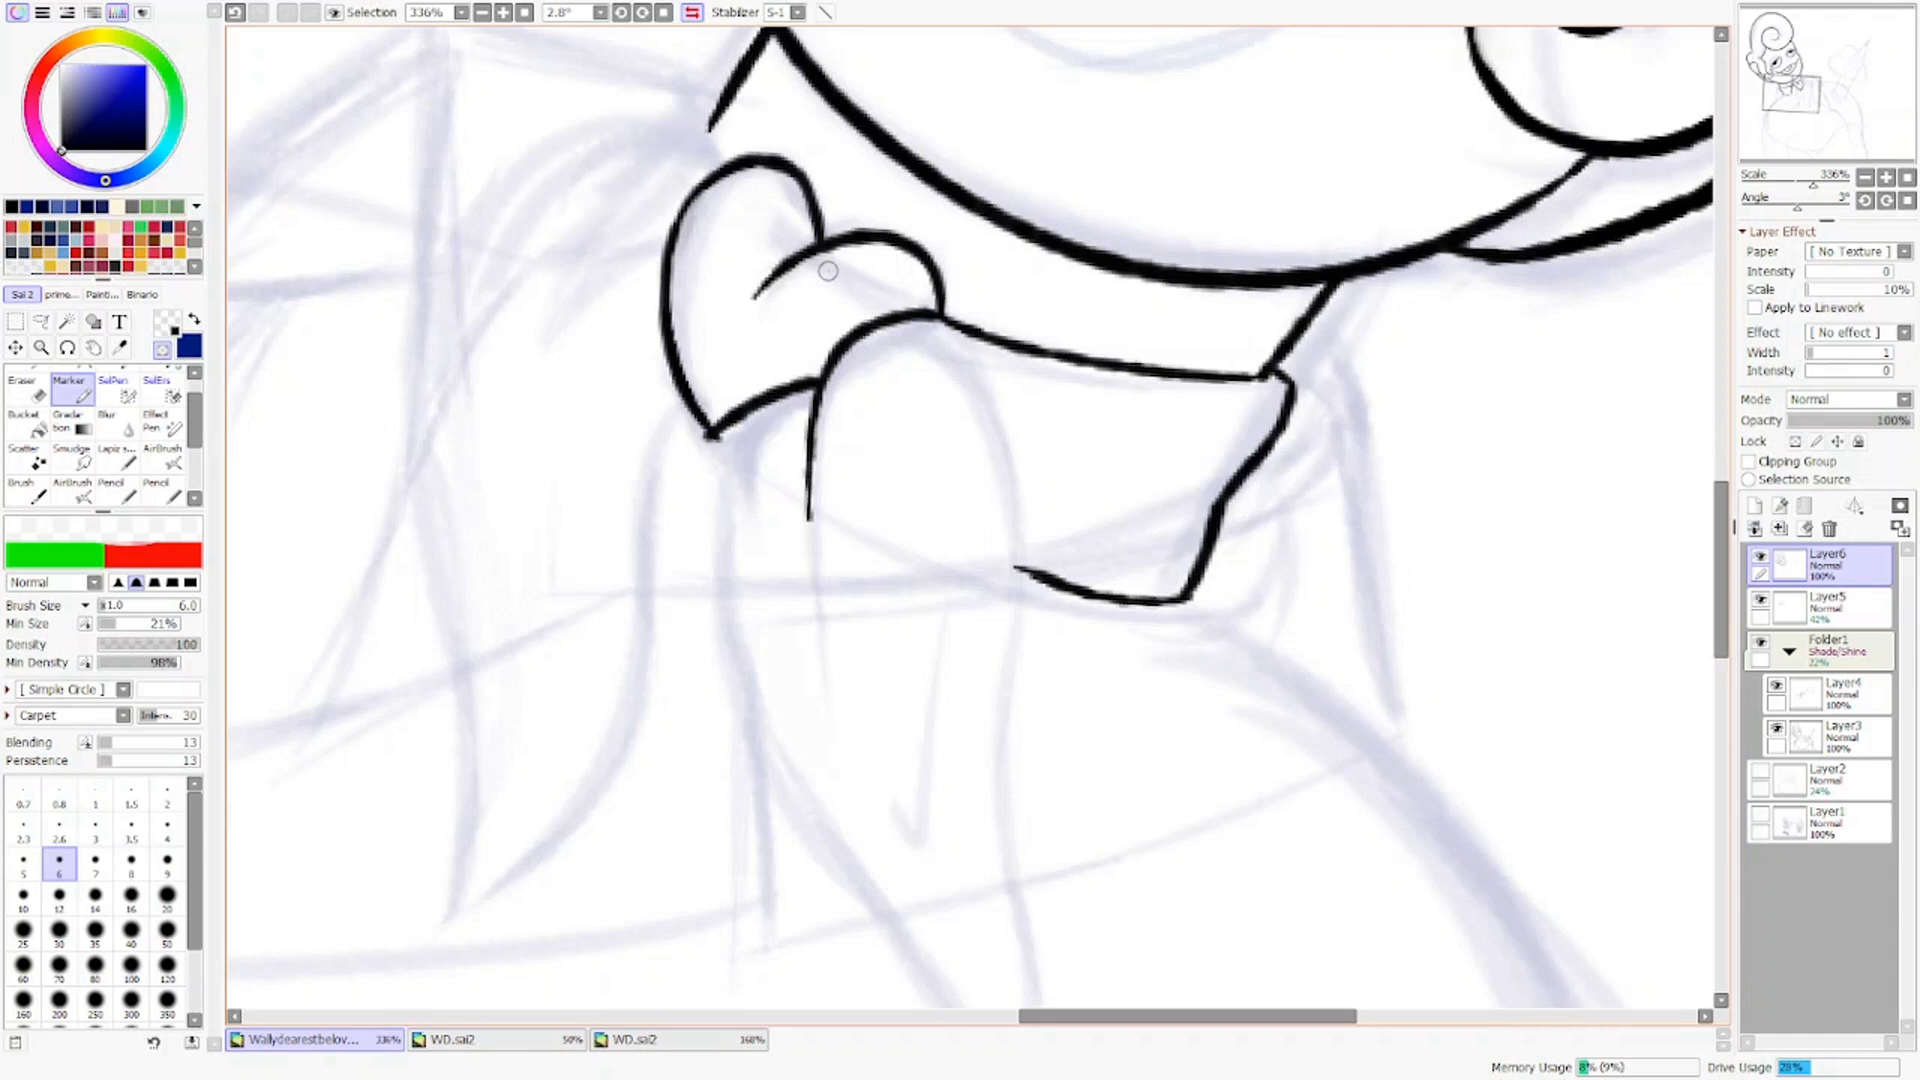 Selection 336% 2.8° Stabilizer S-1
Scale 336%
Angle 3°
Layer Effect
Paper [ No Texture ]
Intensity 0
Scale 10%
Apply to Linework
Effect [ No effect ]
Width 1
Intensity 0
Mode Normal
Opacity 100%
Lock
Clipping Group
Selection Source
Layer6
Normal
100%
Layer5
Normal
42%
Folder1
Shade/Shine
22%
Layer4
Normal
100%
Layer3
Normal
100%
Layer2
Normal
24%
Layer1
Normal
100%
Sai 2 prime... Painti... Binario
T
Eraser Marker SelPen SelErs
Bucket Gradation Blur Effect Pen
Scatter Smudge Lapiz s... AirBrush
Brush AirBrush Pencil Pencil
Normal
Brush Size x1.0 6.0
Min Size 21%
Density 100
Min Density 98%
[ Simple Circle ]
Carpet Intens. 30
Blending 13
Persistence 13
0.7 0.8 1 1.5 2
2.3 2.6 3 3.5 4
5 6 7 8 9
10 12 14 16 20
25 30 35 40 50
60 70 80 100 120
160 200 250 300 350
Wallydearestbelov... 336% WD.sai2 50% WD.sai2 168%
Memory Usage 8% (9%) Drive Usage 28%